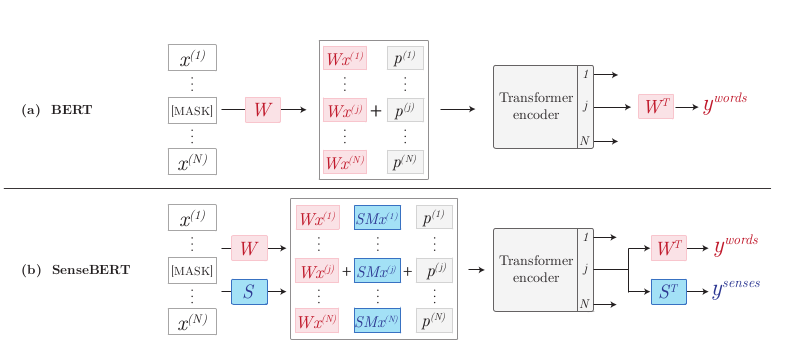 x^(1) Wx^(1) p^(1) 1
⋮ ⋮ ⋮
(a) BERT [MASK] W Wx^(j) + p^(j) Transformer encoder j W^T y^words
⋮ ⋮ ⋮
x^(N) Wx^(N) p^(N) N
x^(1) Wx^(1) SMx^(1) p^(1) 1
⋮ W ⋮ ⋮ ⋮ W^T y^words
(b) SenseBERT [MASK] Wx^(j) + SMx^(j) + p^(j) Transformer encoder j
⋮ S ⋮ ⋮ ⋮ S^T y^senses
x^(N) Wx^(N) SMx^(N) p^(N) N